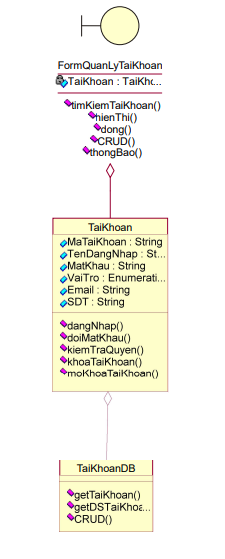 FormQuanLyTaiKhoan
TaiKhoan : TaiKh...
timKiemTaiKhoan()
hienThi()
dong()
CRUD()
thongBao()
TaiKhoan
MaTaiKhoan : String
TenDangNhap : St...
MatKhau : String
VaiTro : Enumerati...
Email : String
SDT : String
dangNhap()
doiMatKhau()
kiemTraQuyen()
khoaTaiKhoan()
moKhoaTaiKhoan()
TaiKhoanDB
getTaiKhoan()
getDSTaiKhoa...
CRUD()